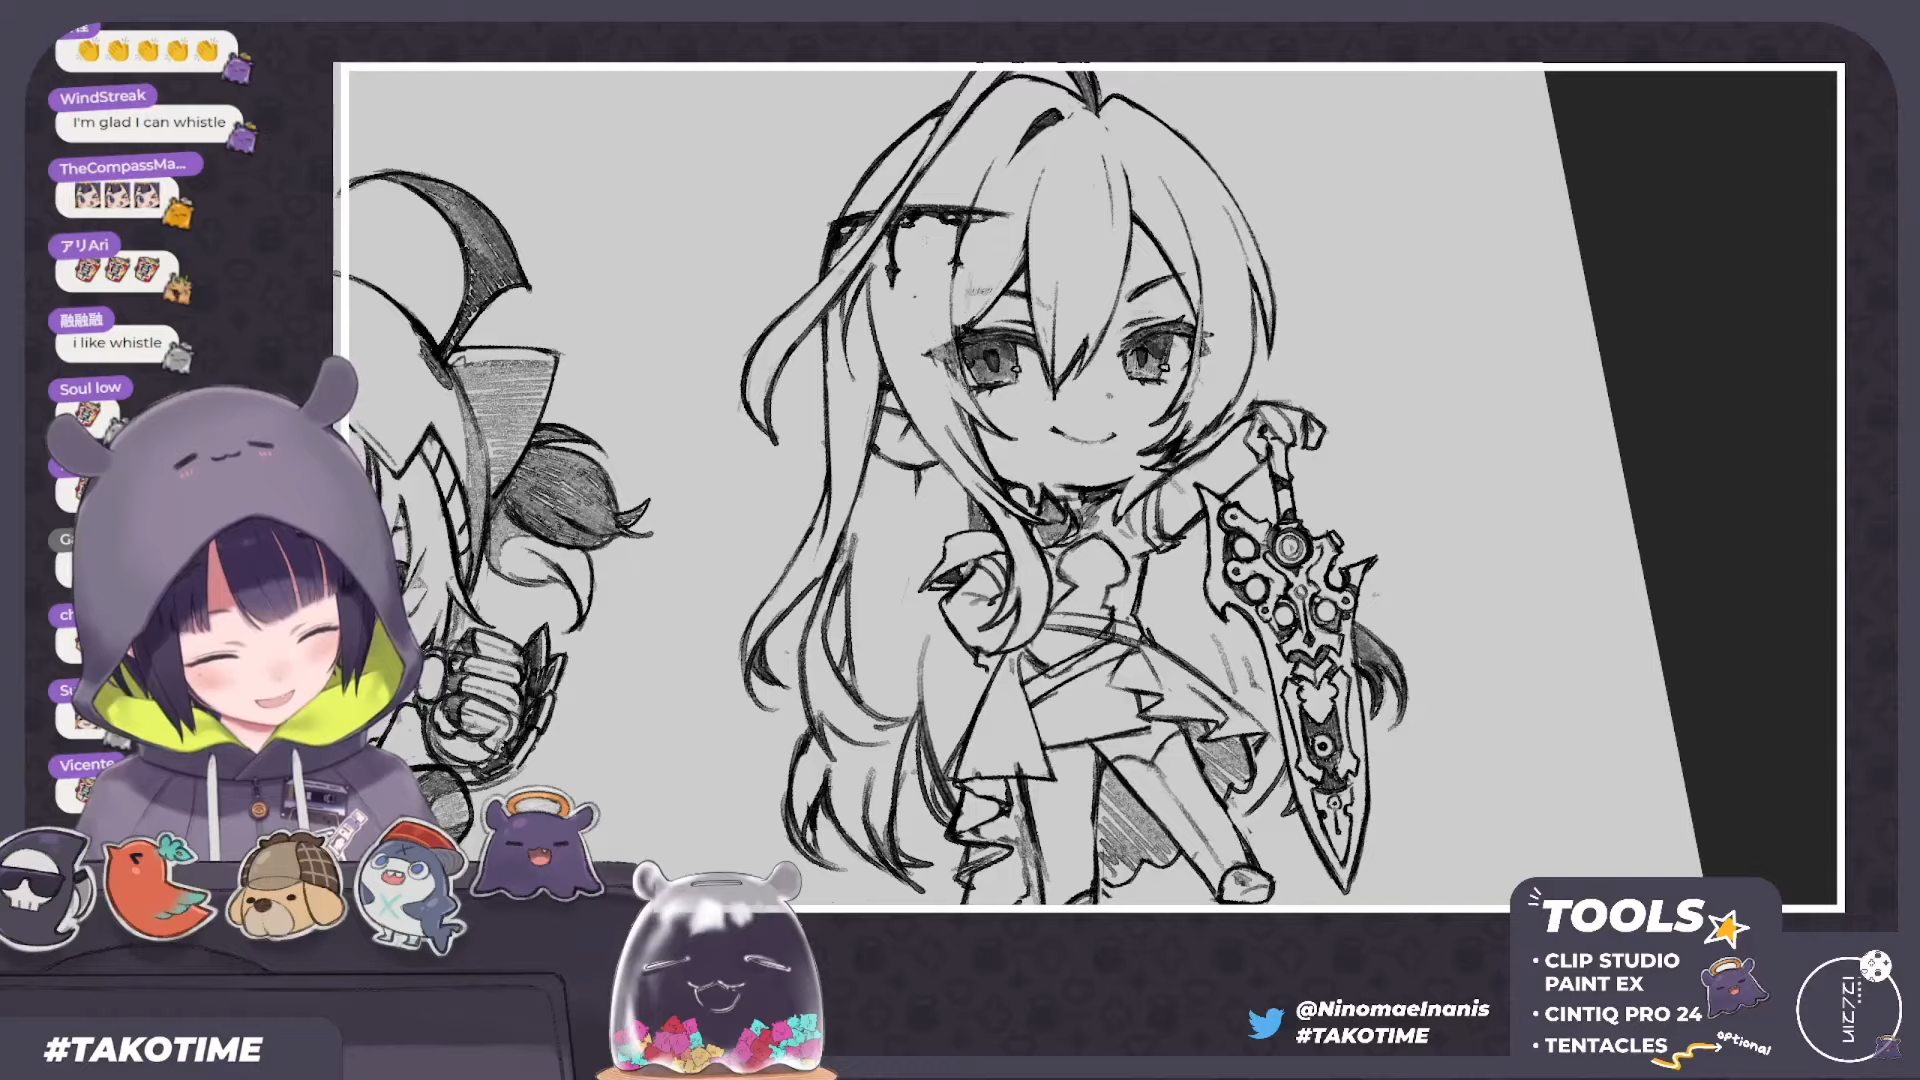 WindStreak
I'm glad I can whistle
TheCompassMa...
アリAri
融融融
i like whistle
Soul low
Vicente
#TAKOTIME
@NinomaeInanis
#TAKOTIME
TOOLS
• CLIP STUDIO
PAINT EX
• CINTIQ PRO 24
• TENTACLES
optional